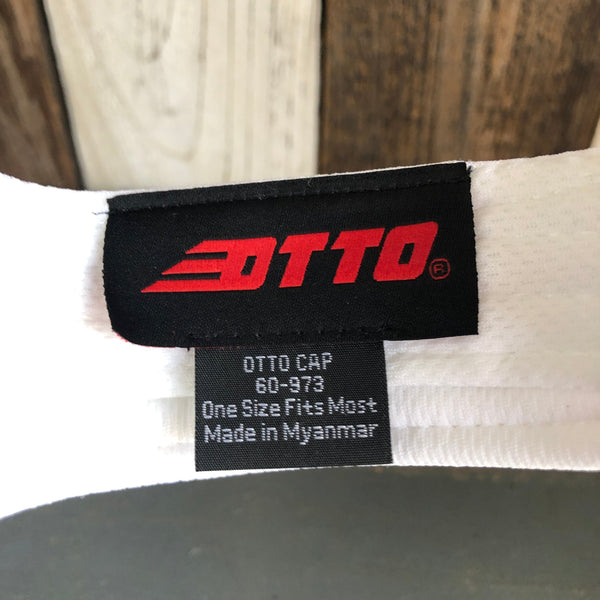 OTTO®
OTTO CAP
60-973
One Size Fits Most
Made in Myanmar